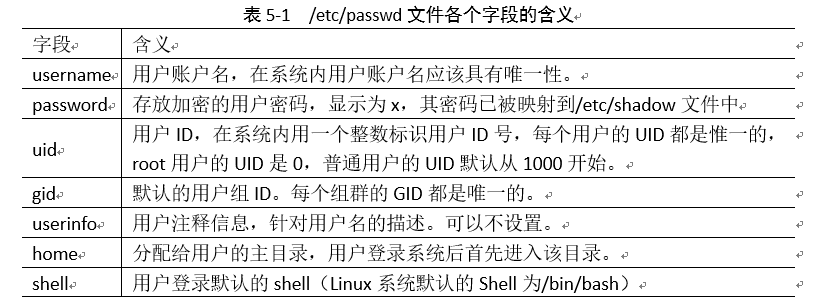 表 5-1 /etc/passwd 文件各个字段的含义
字段 含义
username 用户账户名，在系统内用户账户名应该具有唯一性。
password 存放加密的用户密码，显示为 x，其密码已被映射到/etc/shadow 文件中
uid 用户 ID，在系统内用一个整数标识用户 ID 号，每个用户的 UID 都是惟一的，
root 用户的 UID 是 0，普通用户的 UID 默认从 1000 开始。
gid 默认的用户组 ID。每个组群的 GID 都是唯一的。
userinfo 用户注释信息，针对用户名的描述。可以不设置。
home 分配给用户的主目录，用户登录系统后首先进入该目录。
shell 用户登录默认的 shell（Linux 系统默认的 Shell 为/bin/bash）